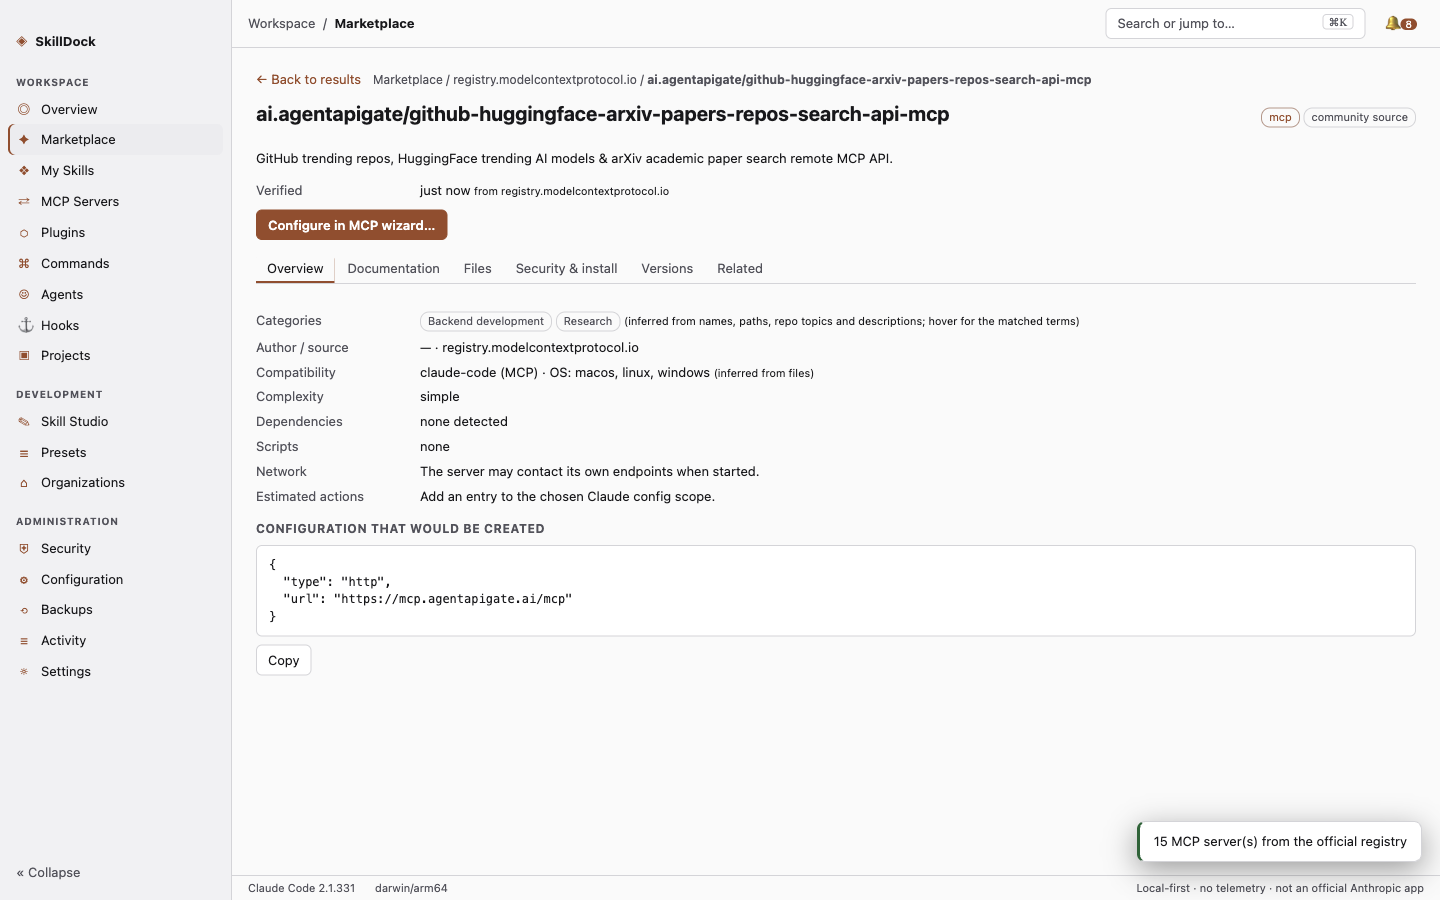 SkillDock
WORKSPACE
Overview
Marketplace
My Skills
MCP Servers
Plugins
Commands
Agents
Hooks
Projects
DEVELOPMENT
Skill Studio
Presets
Organizations
ADMINISTRATION
Security
Configuration
Backups
Activity
Settings
« Collapse
Workspace / Marketplace
Search or jump to... ⌘K
8
← Back to results Marketplace / registry.modelcontextprotocol.io / ai.agentapigate/github-huggingface-arxiv-papers-repos-search-api-mcp
ai.agentapigate/github-huggingface-arxiv-papers-repos-search-api-mcp
mcp community source
GitHub trending repos, HuggingFace trending AI models & arXiv academic paper search remote MCP API.
Verified just now from registry.modelcontextprotocol.io
Configure in MCP wizard...
Overview Documentation Files Security & install Versions Related
Categories Backend development Research (inferred from names, paths, repo topics and descriptions; hover for the matched terms)
Author / source — · registry.modelcontextprotocol.io
Compatibility claude-code (MCP) · OS: macos, linux, windows (inferred from files)
Complexity simple
Dependencies none detected
Scripts none
Network The server may contact its own endpoints when started.
Estimated actions Add an entry to the chosen Claude config scope.
CONFIGURATION THAT WOULD BE CREATED
{
"type": "http",
"url": "https://mcp.agentapigate.ai/mcp"
}
Copy
15 MCP server(s) from the official registry
Claude Code 2.1.331 darwin/arm64
Local-first · no telemetry · not an official Anthropic app